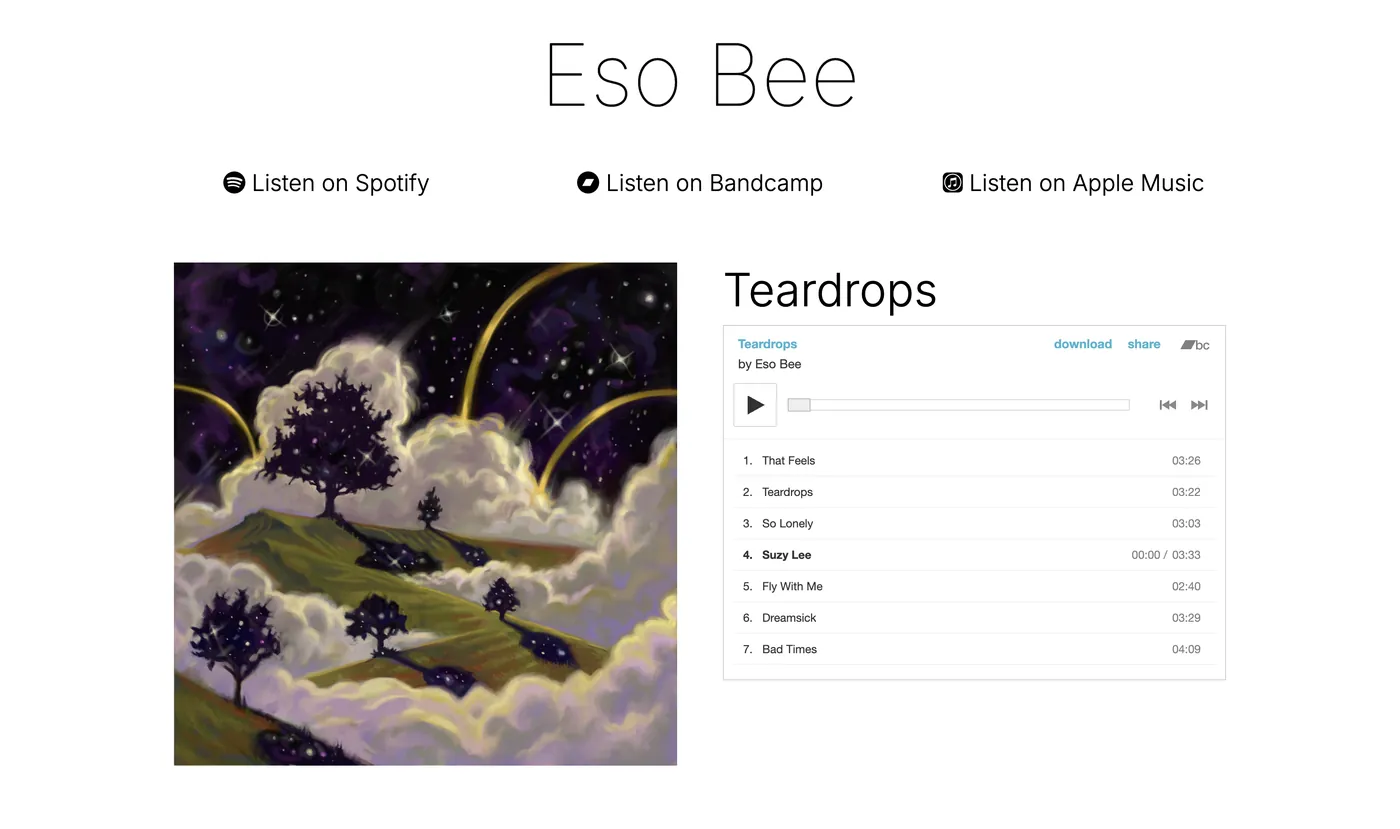 Eso Bee
Listen on Spotify
Listen on Bandcamp
Listen on Apple Music
Teardrops
Teardrops download share bc
by Eso Bee
1. That Feels 03:26
2. Teardrops 03:22
3. So Lonely 03:03
4. Suzy Lee 00:00 / 03:33
5. Fly With Me 02:40
6. Dreamsick 03:29
7. Bad Times 04:09